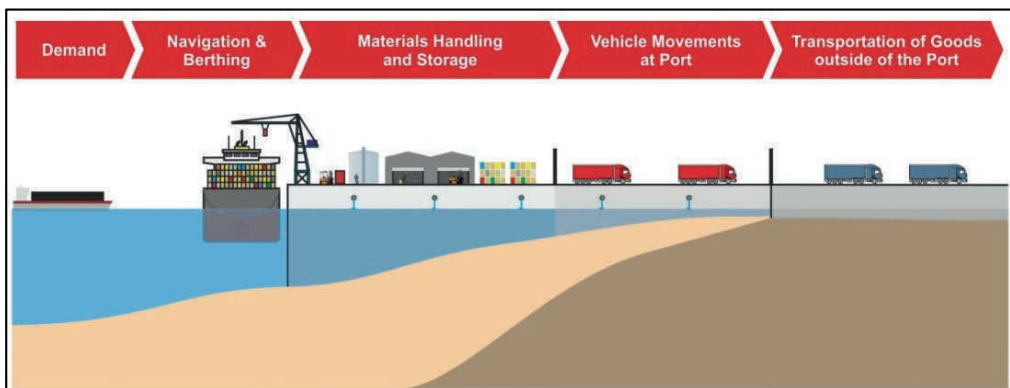 Demand
Navigation &
Berthing
Materials Handling
and Storage
Vehicle Movements
at Port
Transportation of Goods
outside of the Port